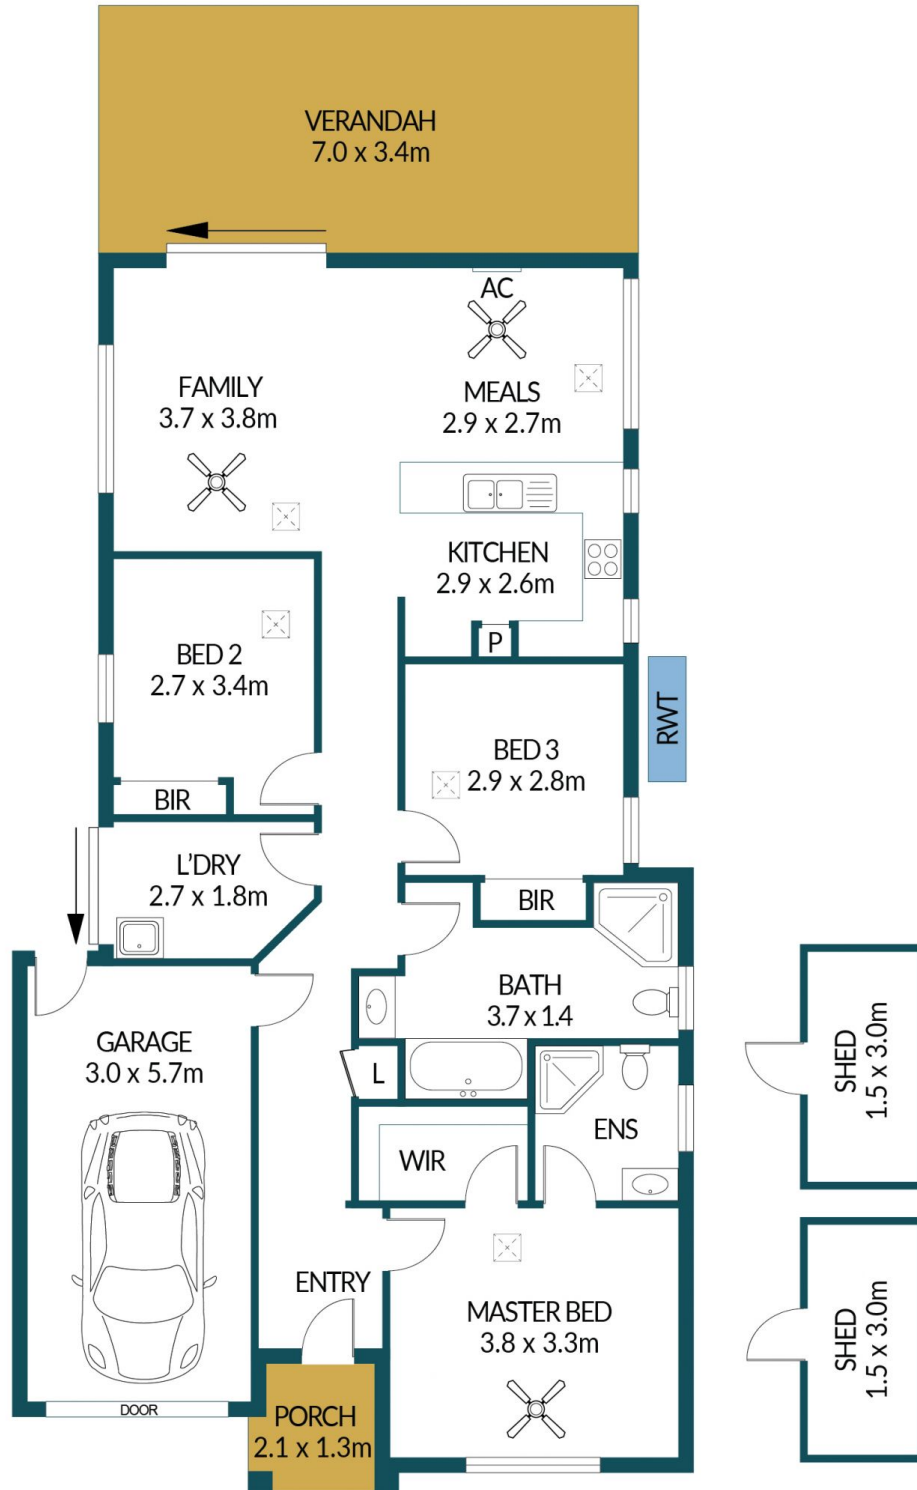 VERANDAH
7.0 x 3.4m
AC
FAMILY
3.7 x 3.8m
MEALS
2.9 x 2.7m
KITCHEN
2.9 x 2.6m
P
BED 2
2.7 x 3.4m
BIR
BED 3
2.9 x 2.8m
BIR
RWT
L'DRY
2.7 x 1.8m
BATH
3.7 x 1.4
GARAGE
3.0 x 5.7m
L
ENS
WIR
SHED
1.5 x 3.0m
ENTRY
MASTER BED
3.8 x 3.3m
SHED
1.5 x 3.0m
DOOR
PORCH
2.1 x 1.3m